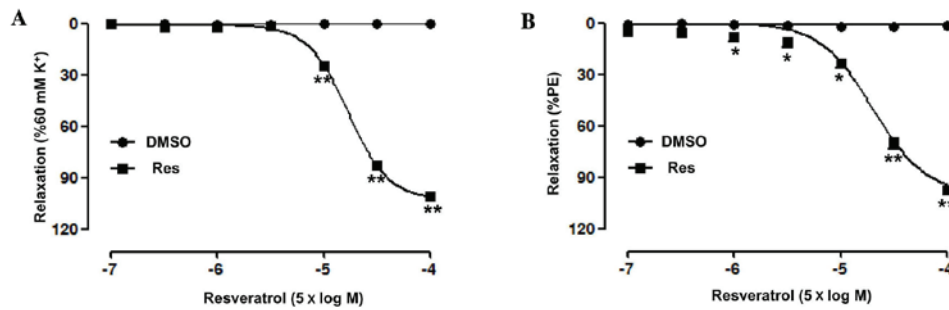 A
0
30
60
90
120
Relaxation (%60 mM K⁺)
DMSO
Res
**
**
**
-7
-6
-5
-4
Resveratrol (5 x log M)
B
0
30
60
90
120
Relaxation (%PE)
DMSO
Res
*
*
*
**
**
-7
-6
-5
-4
Resveratrol (5 x log M)